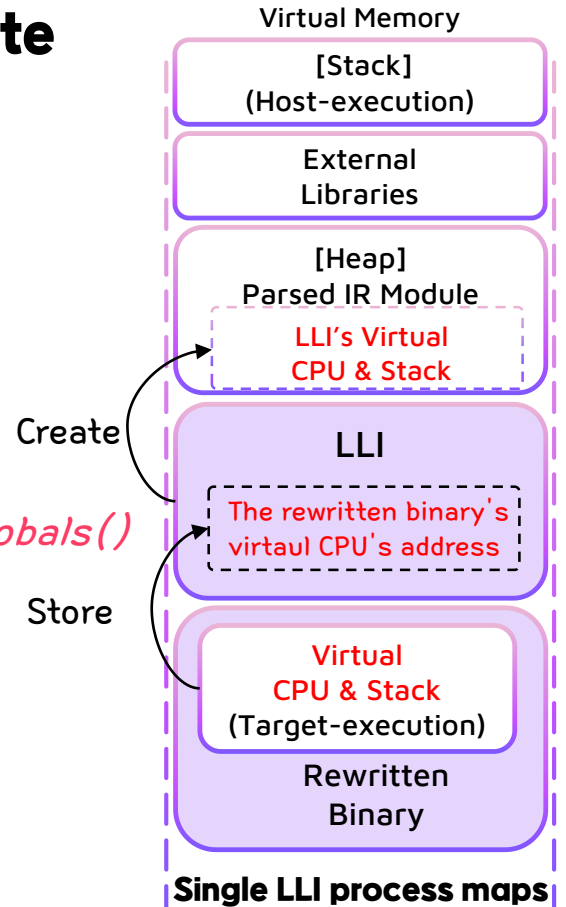 te
Virtual Memory
[Stack]
(Host-execution)
External
Libraries
[Heap]
Parsed IR Module
LLI's Virtual
CPU & Stack
Create
LLI
obals()
The rewritten binary's
virtaul CPU's address
Store
Virtual
CPU & Stack
(Target-execution)
Rewritten
Binary
Single LLI process maps